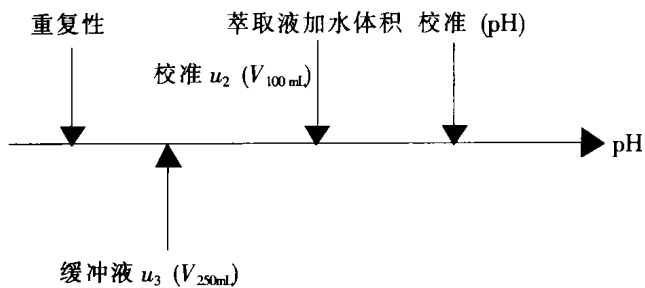 重复性 萃取液加水体积 校准 (pH)
校准 u₂ (V₁₀₀ mL)
pH
缓冲液 u₃ (V₂₅₀mL)